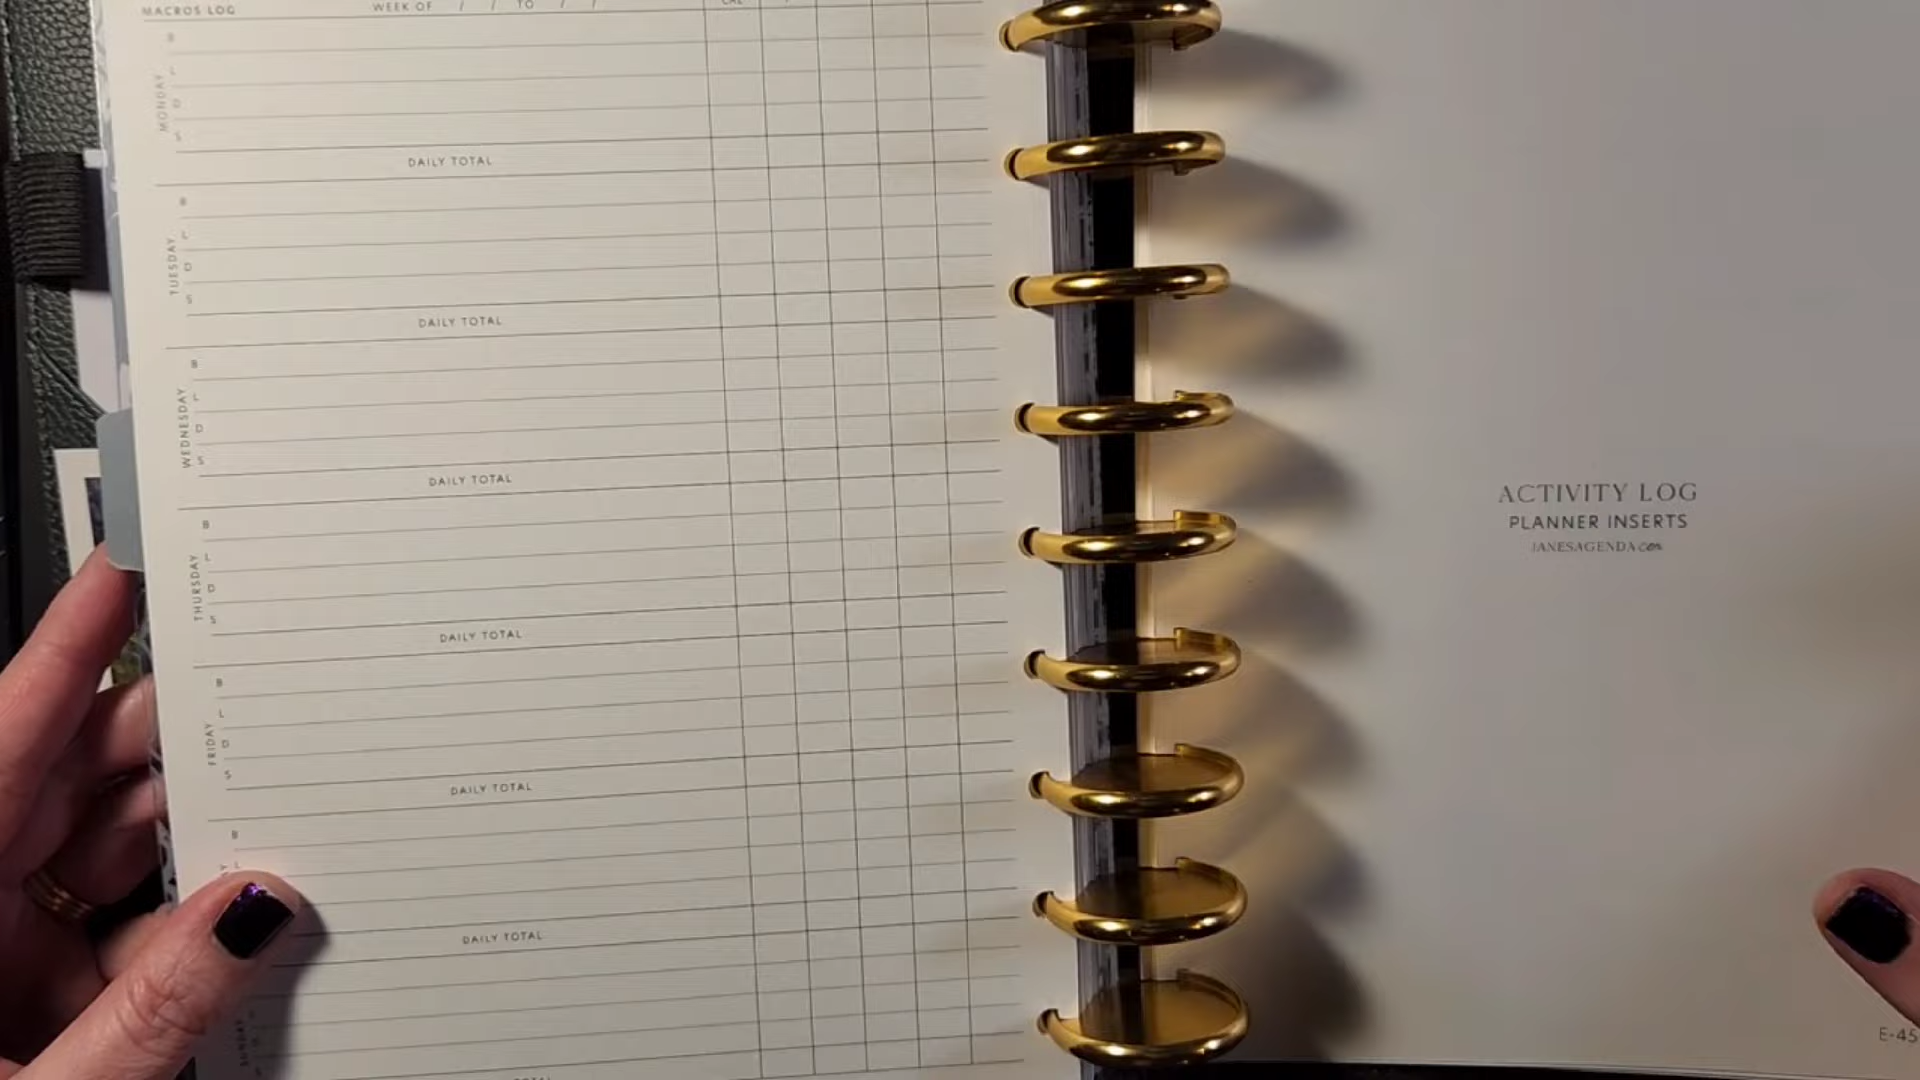 MACROS LOG WEEK OF / / TO / / CAL
MONDAY
B
L
D
S
DAILY TOTAL
TUESDAY
B
L
D
S
DAILY TOTAL
WEDNESDAY
B
L
D
S
DAILY TOTAL
THURSDAY
B
L
D
S
DAILY TOTAL
FRIDAY
B
L
D
S
DAILY TOTAL
B
L
DAILY TOTAL
SUNDAY
ACTIVITY LOG
PLANNER INSERTS
JANESAGENDA.com
E-45